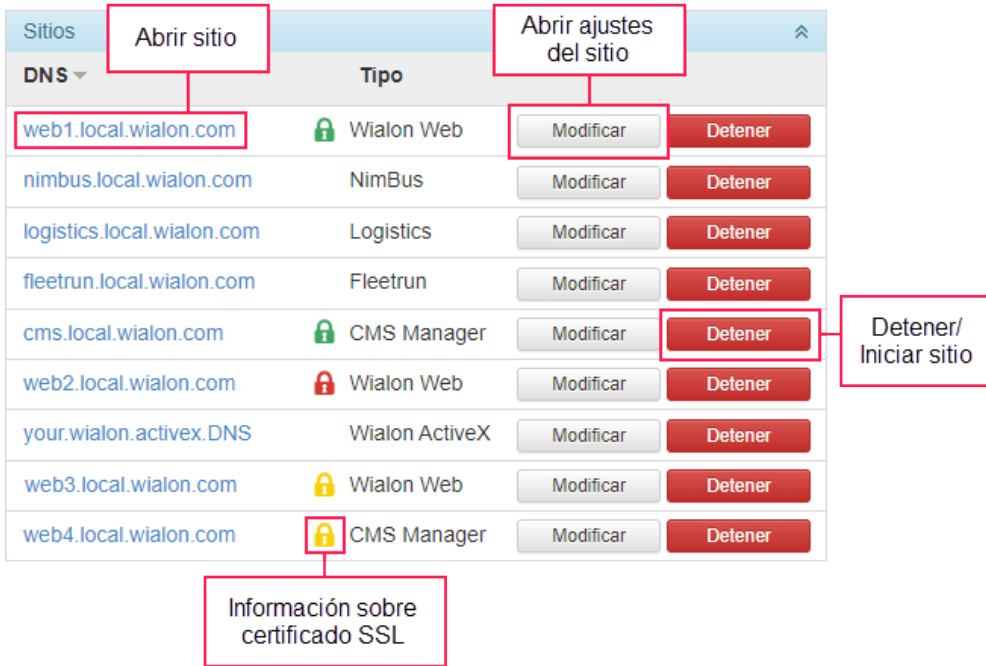 Sitios
Abrir sitio
Abrir ajustes
del sitio
DNS
Tipo
web1.local.wialon.com Wialon Web Modificar Detener
nimbus.local.wialon.com NimBus Modificar Detener
logistics.local.wialon.com Logistics Modificar Detener
fleetrun.local.wialon.com Fleetrun Modificar Detener
cms.local.wialon.com CMS Manager Modificar Detener
Detener/
Iniciar sitio
web2.local.wialon.com Wialon Web Modificar Detener
your.wialon.activex.DNS Wialon ActiveX Modificar Detener
web3.local.wialon.com Wialon Web Modificar Detener
web4.local.wialon.com CMS Manager Modificar Detener
Información sobre
certificado SSL